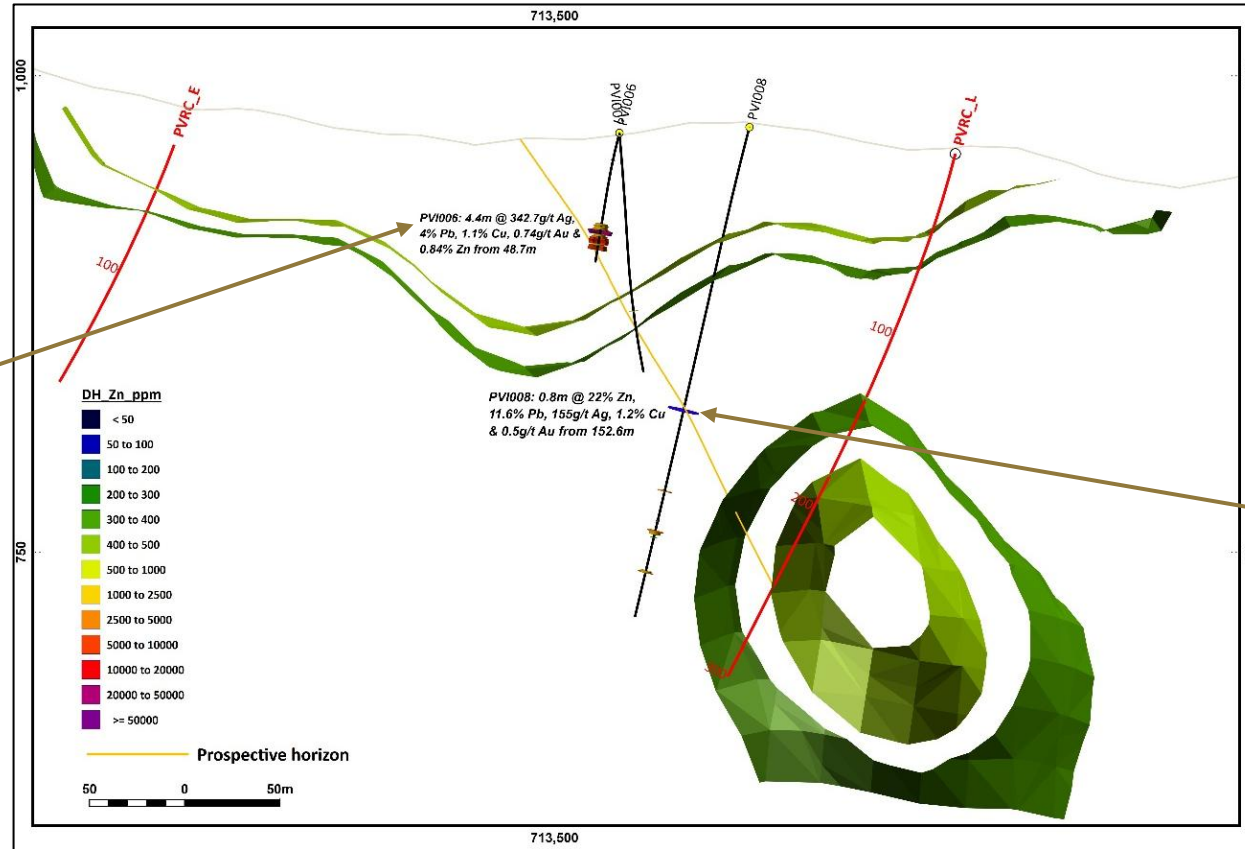 713,500
1,000
PVRC_E
PVI007
PVI006
PVI008
PVRC_L
PVI006: 4.4m @ 342.7g/t Ag,
4% Pb, 1.1% Cu, 0.74g/t Au &
0.84% Zn from 48.7m
100
100
PVI008: 0.8m @ 22% Zn,
11.6% Pb, 155g/t Ag, 1.2% Cu
& 0.5g/t Au from 152.6m
200
750
300
DH_Zn_ppm
< 50
50 to 100
100 to 200
200 to 300
300 to 400
400 to 500
500 to 1000
1000 to 2500
2500 to 5000
5000 to 10000
10000 to 20000
20000 to 50000
>= 50000
Prospective horizon
50 0 50m
713,500